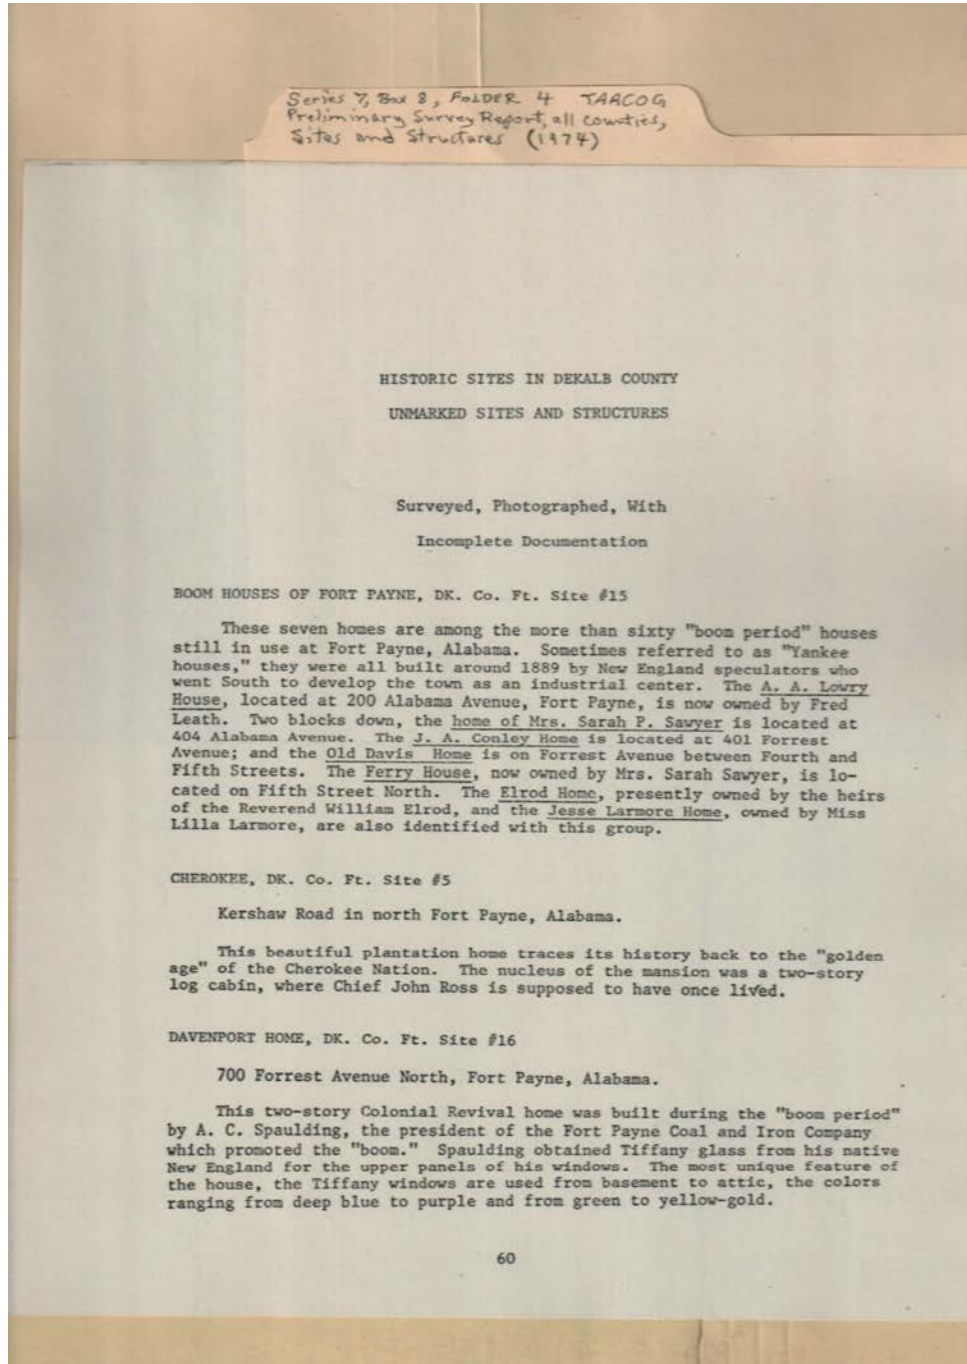 Series 7, Box 8, FOLDER 4 TARCOG
Preliminary Survey Report, all counties,
Sites and Structures (1974)
HISTORIC SITES IN DEKALB COUNTY
UNMARKED SITES AND STRUCTURES
Surveyed, Photographed, With
Incomplete Documentation
BOOM HOUSES OF FORT PAYNE, DK. Co. Ft. Site #15
These seven homes are among the more than sixty "boom period" houses
still in use at Fort Payne, Alabama. Sometimes referred to as "Yankee
houses," they were all built around 1889 by New England speculators who
went South to develop the town as an industrial center. The A. A. Lowry
House, located at 200 Alabama Avenue, Fort Payne, is now owned by Fred
Leath. Two blocks down, the home of Mrs. Sarah P. Sawyer is located at
404 Alabama Avenue. The J. A. Conley Home is located at 401 Forrest
Avenue; and the Old Davis Home is on Forrest Avenue between Fourth and
Fifth Streets. The Ferry House, now owned by Mrs. Sarah Sawyer, is lo-
cated on Fifth Street North. The Elrod Home, presently owned by the heirs
of the Reverend William Elrod, and the Jesse Larmore Home, owned by Miss
Lilla Larmore, are also identified with this group.
CHEROKEE, DK. Co. Ft. Site #5
Kershaw Road in north Fort Payne, Alabama.
This beautiful plantation home traces its history back to the "golden
age" of the Cherokee Nation. The nucleus of the mansion was a two-story
log cabin, where Chief John Ross is supposed to have once lived.
DAVENPORT HOME, DK. Co. Ft. Site #16
700 Forrest Avenue North, Fort Payne, Alabama.
This two-story Colonial Revival home was built during the "boom period"
by A. C. Spaulding, the president of the Fort Payne Coal and Iron Company
which promoted the "boom." Spaulding obtained Tiffany glass from his native
New England for the upper panels of his windows. The most unique feature of
the house, the Tiffany windows are used from basement to attic, the colors
ranging from deep blue to purple and from green to yellow-gold.
60